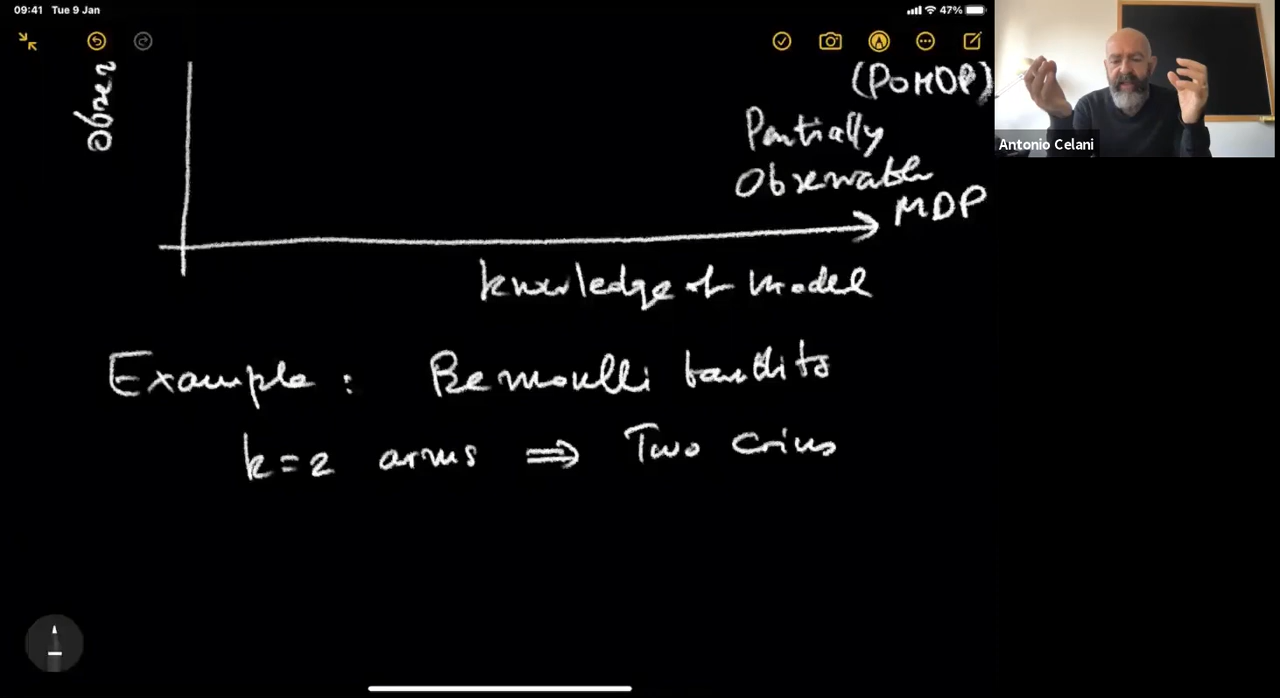 09:41 Tue 9 Jan
47%
Antonio Celani
obser
(POMDP)
Partially
Observable
MDP
knowledge of model
Example: Bernoulli bandits
k=2 arms ⇒ Two coins